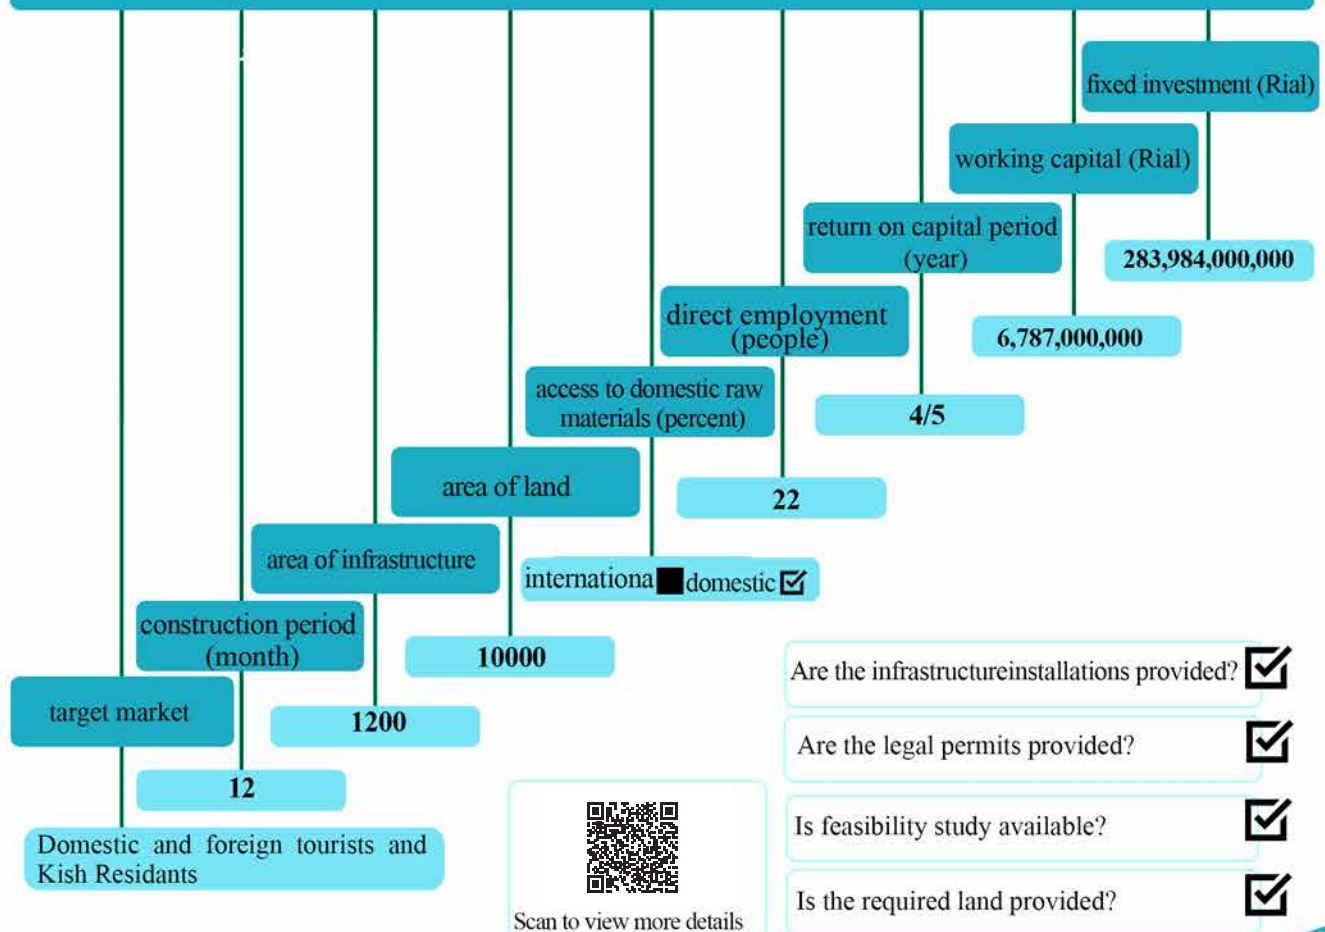 fixed investment (Rial)
283,984,000,000
working capital (Rial)
6,787,000,000
return on capital period
(year)
4/5
direct employment
(people)
22
access to domestic raw
materials (percent)
internationa domestic
area of land
10000
area of infrastructure
1200
construction period
(month)
12
target market
Domestic and foreign tourists and
Kish Residants
Are the infrastructureinstallations provided?
Are the legal permits provided?
Is feasibility study available?
Is the required land provided?
Scan to view more details